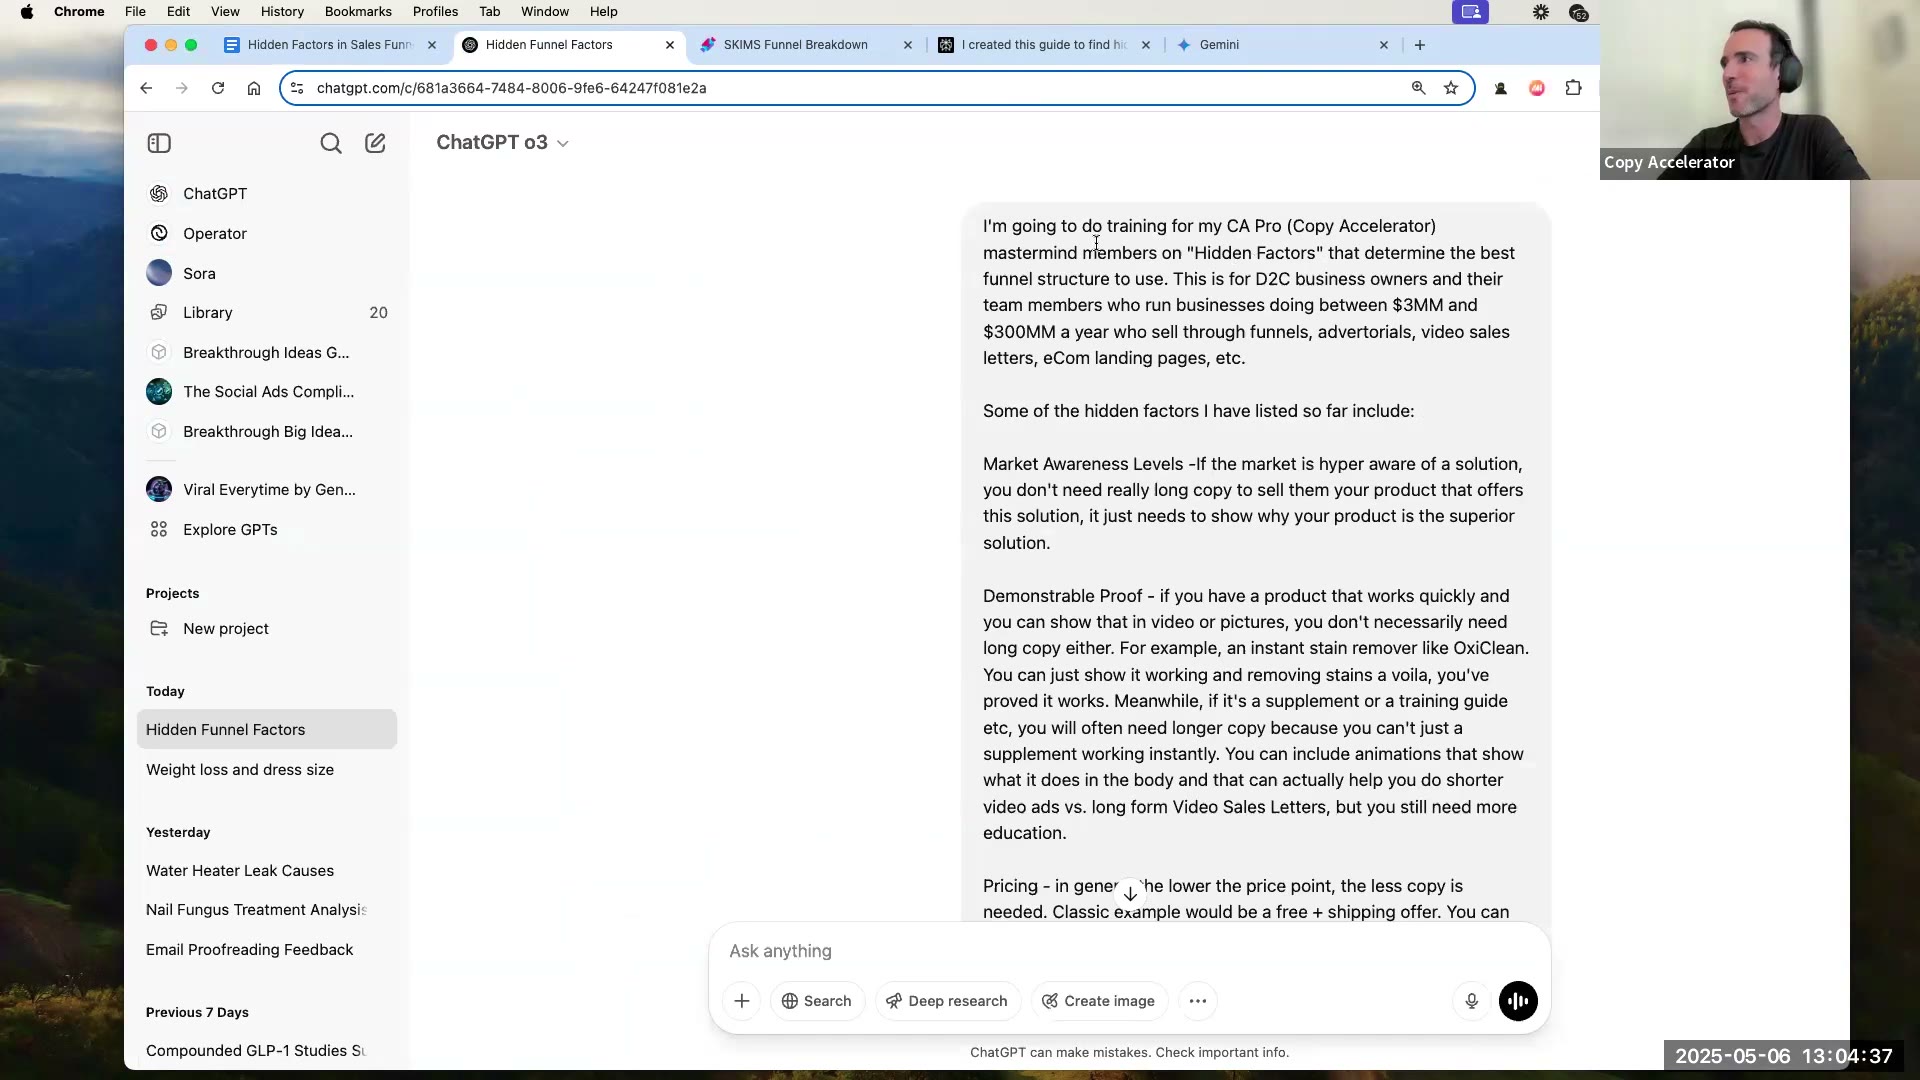 Chrome File Edit View History Bookmarks Profiles Tab Window Help
52
Hidden Factors in Sales Funn
Hidden Funnel Factors
SKIMS Funnel Breakdown
I created this guide to find hi
Gemini
chatgpt.com/c/681a3664-7484-8006-9fe6-64247f081e2a
Copy Accelerator
ChatGPT o3
ChatGPT
Operator
Sora
Library 20
Breakthrough Ideas G...
The Social Ads Compli...
Breakthrough Big Idea...
Viral Everytime by Gen...
Explore GPTs
Projects
New project
Today
Hidden Funnel Factors
Weight loss and dress size
Yesterday
Water Heater Leak Causes
Nail Fungus Treatment Analysis
Email Proofreading Feedback
Previous 7 Days
Compounded GLP-1 Studies Su
I'm going to do training for my CA Pro (Copy Accelerator)
mastermind members on "Hidden Factors" that determine the best
funnel structure to use. This is for D2C business owners and their
team members who run businesses doing between $3MM and
$300MM a year who sell through funnels, advertorials, video sales
letters, eCom landing pages, etc.
Some of the hidden factors I have listed so far include:
Market Awareness Levels -If the market is hyper aware of a solution,
you don't need really long copy to sell them your product that offers
this solution, it just needs to show why your product is the superior
solution.
Demonstrable Proof - if you have a product that works quickly and
you can show that in video or pictures, you don't necessarily need
long copy either. For example, an instant stain remover like OxiClean.
You can just show it working and removing stains a voila, you've
proved it works. Meanwhile, if it's a supplement or a training guide
etc, you will often need longer copy because you can't just a
supplement working instantly. You can include animations that show
what it does in the body and that can actually help you do shorter
video ads vs. long form Video Sales Letters, but you still need more
education.
Pricing - in gener the lower the price point, the less copy is
needed. Classic example would be a free + shipping offer. You can
Ask anything
Search Deep research Create image
ChatGPT can make mistakes. Check important info.
2025-05-06 13:04:37